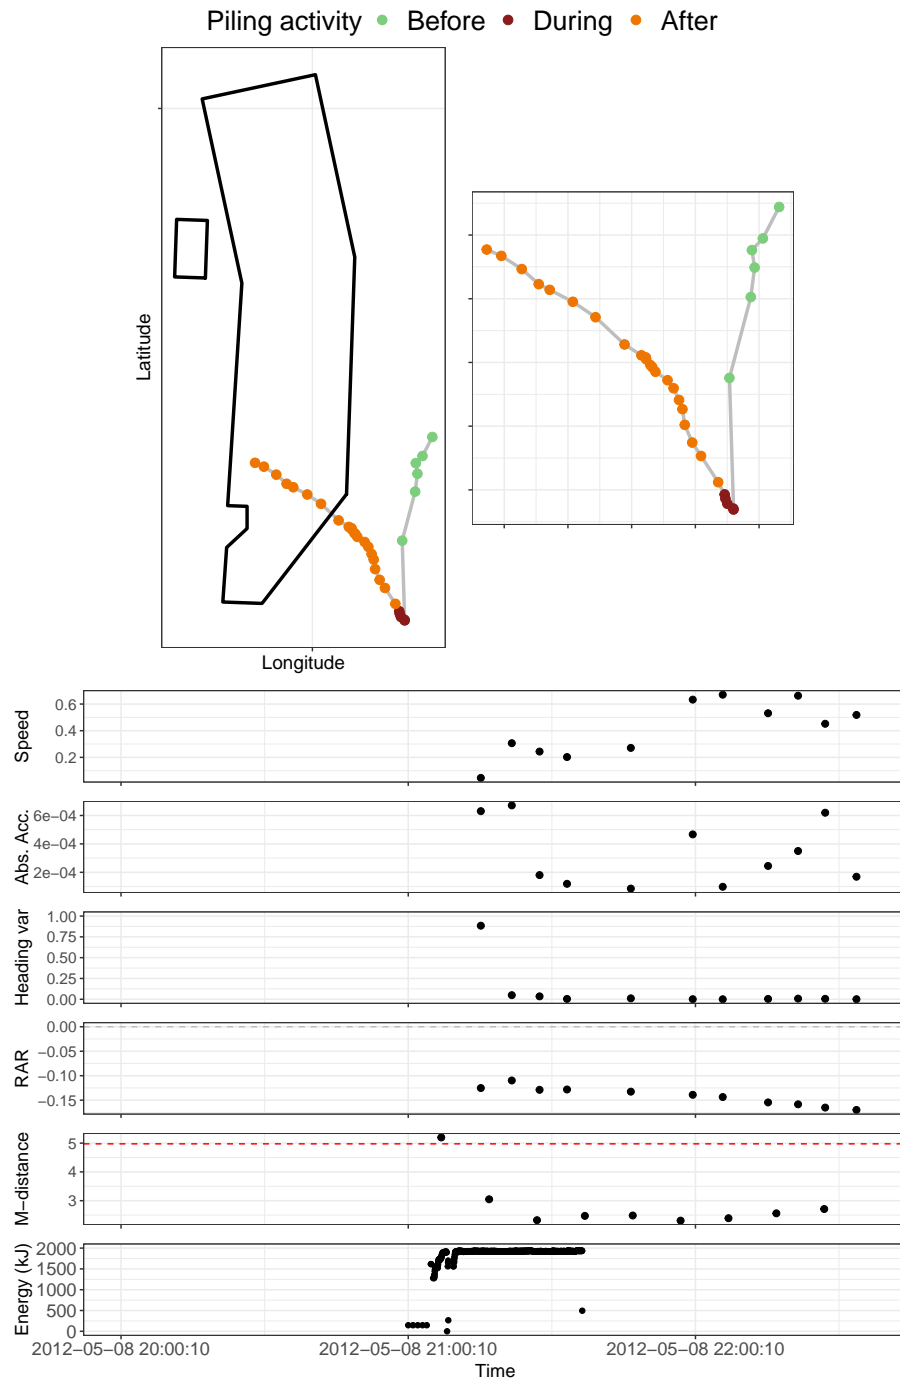 Piling activity Before During After
Latitude
Longitude
Speed
0.6
0.4
0.2
Abs. Acc.
6e−04
4e−04
2e−04
Heading var
1.00
0.75
0.50
0.25
0.00
RAR
0.00
−0.05
−0.10
−0.15
M−distance
5
4
3
Energy (kJ)
2000
1500
1000
500
0
2012−05−08 20:00:10 2012−05−08 21:00:10 2012−05−08 22:00:10
Time